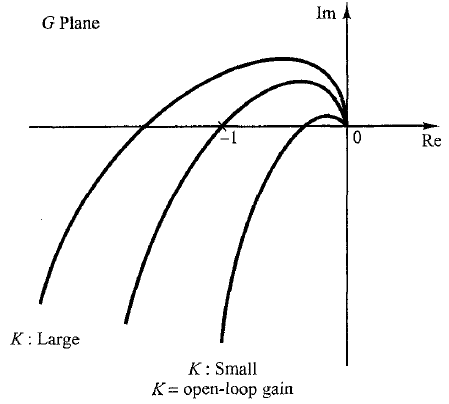 Im
G Plane
−1
0
Re
K : Large
K : Small
K = open-loop gain